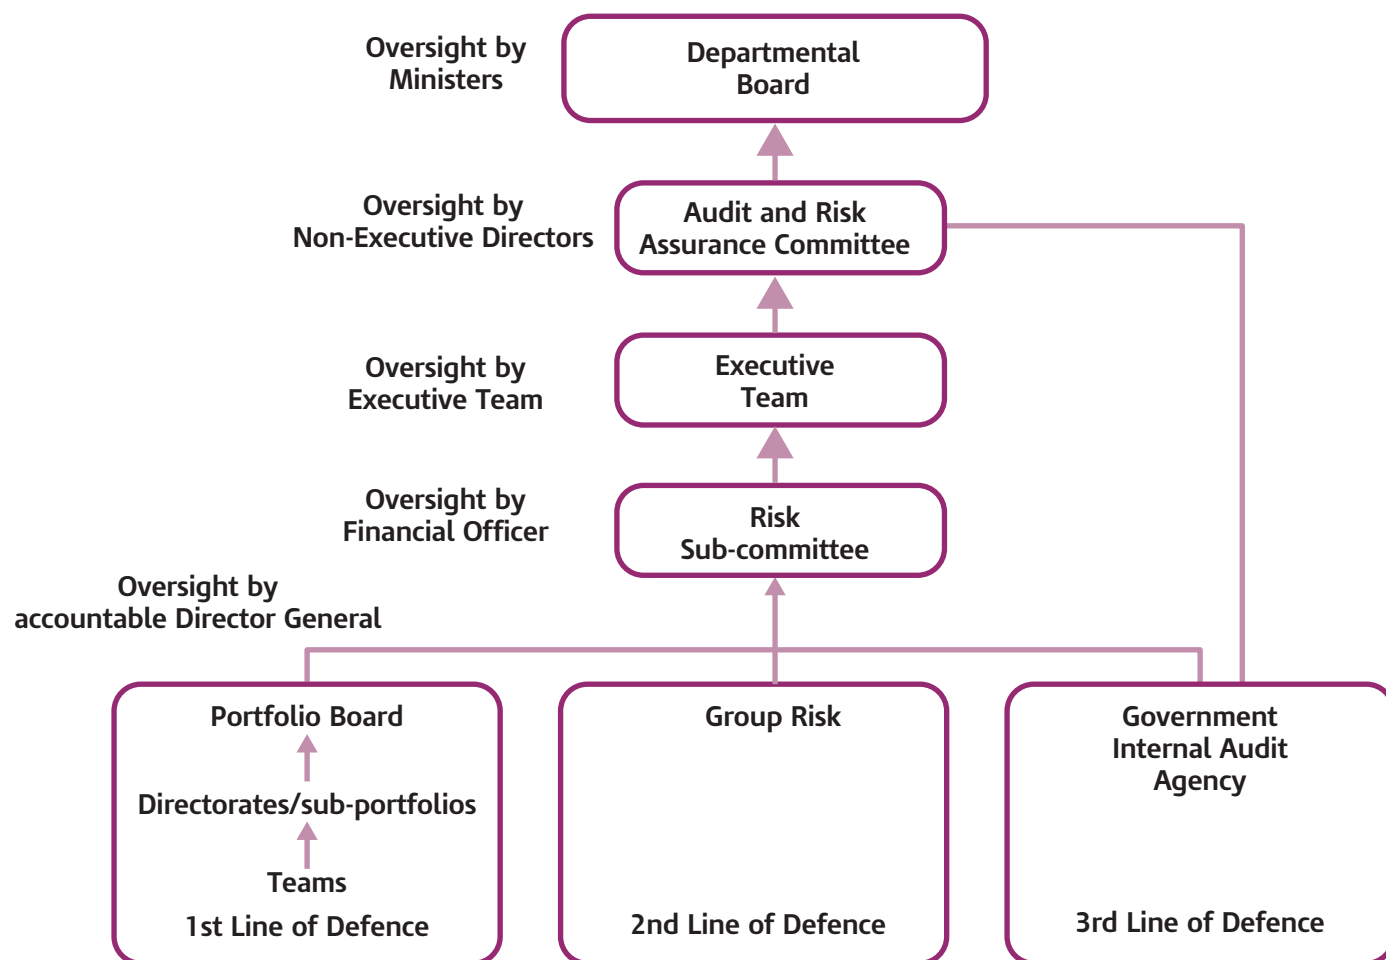 Oversight by
Ministers
Departmental
Board
Oversight by
Non-Executive Directors
Audit and Risk
Assurance Committee
Oversight by
Executive Team
Executive
Team
Oversight by
Financial Officer
Risk
Sub-committee
Oversight by
accountable Director General
Portfolio Board
Directorates/sub-portfolios
Teams
1st Line of Defence
Group Risk
2nd Line of Defence
Government
Internal Audit
Agency
3rd Line of Defence